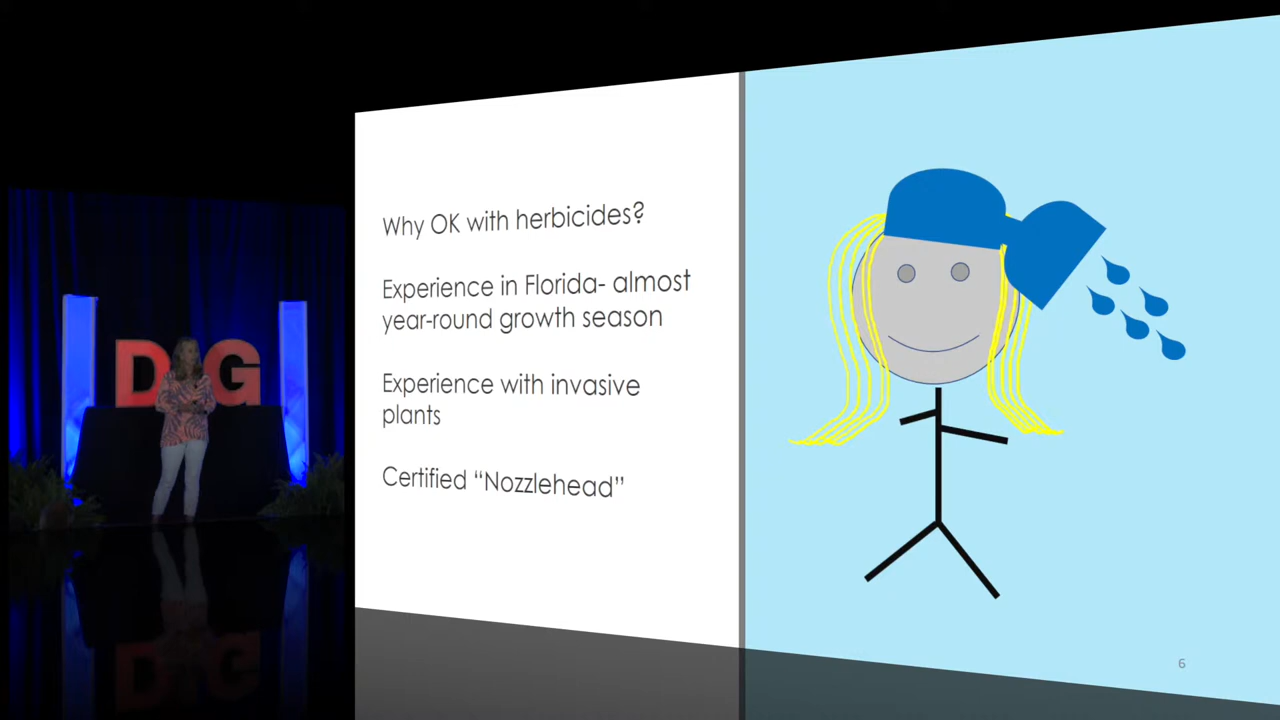 DIG
Why OK with herbicides?
Experience in Florida- almost
year-round growth season
Experience with invasive
plants
Certified “Nozzlehead”
6